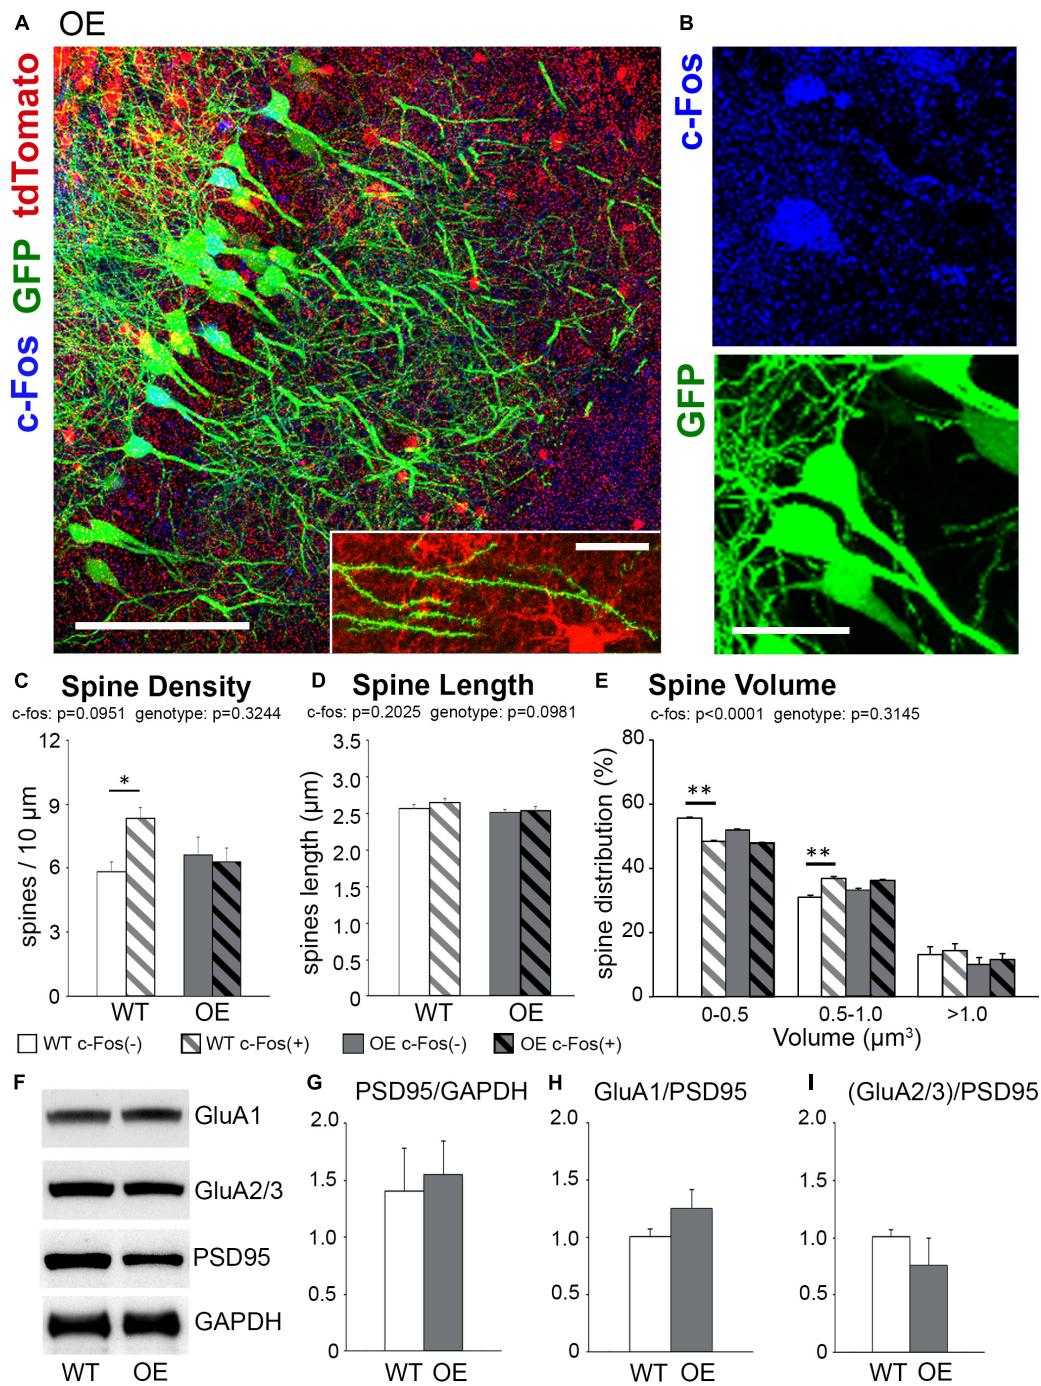 A OE
c-Fos GFP tdTomato
B
c-Fos
GFP
C Spine Density
c-fos: p=0.0951 genotype: p=0.3244
12
9
6
3
0
spines / 10 µm
*
WT OE
D Spine Length
c-fos: p=0.2025 genotype: p=0.0981
3.5
3.0
2.5
2.0
1.5
1.0
0.5
0
spines length (µm)
WT OE
E Spine Volume
c-fos: p<0.0001 genotype: p=0.3145
80
60
40
20
0
spine distribution (%)
**
**
0-0.5 0.5-1.0 >1.0
Volume (µm³)
WT c-Fos(-) WT c-Fos(+) OE c-Fos(-) OE c-Fos(+)
F
GluA1
GluA2/3
PSD95
GAPDH
WT OE
G PSD95/GAPDH
2.0
1.5
1.0
0.5
0
WT OE
H GluA1/PSD95
2.0
1.5
1.0
0.5
0
WT OE
I (GluA2/3)/PSD95
2.0
1.5
1.0
0.5
0
WT OE